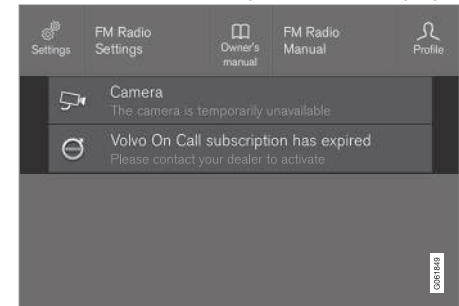 Settings
FM Radio
Settings
Owner's
manual
FM Radio
Manual
Profile
Camera
The camera is temporarily unavailable
Volvo On Call subscription has expired
Please contact your dealer to activate
G061849